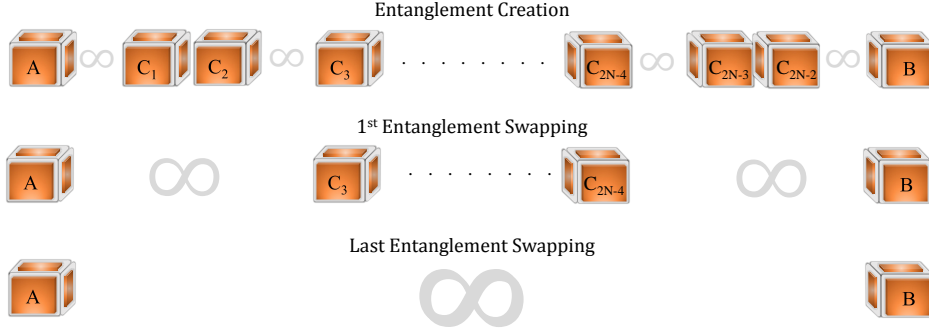 Entanglement Creation
A ∞ C₁ C₂ ∞ C₃ . . . . . . . . C₂N₋₄ ∞ C₂N₋₃ C₂N₋₂ ∞ B
1ˢᵗ Entanglement Swapping
A ∞ C₃ . . . . . . . . C₂N₋₄ ∞ B
Last Entanglement Swapping
A ∞ B